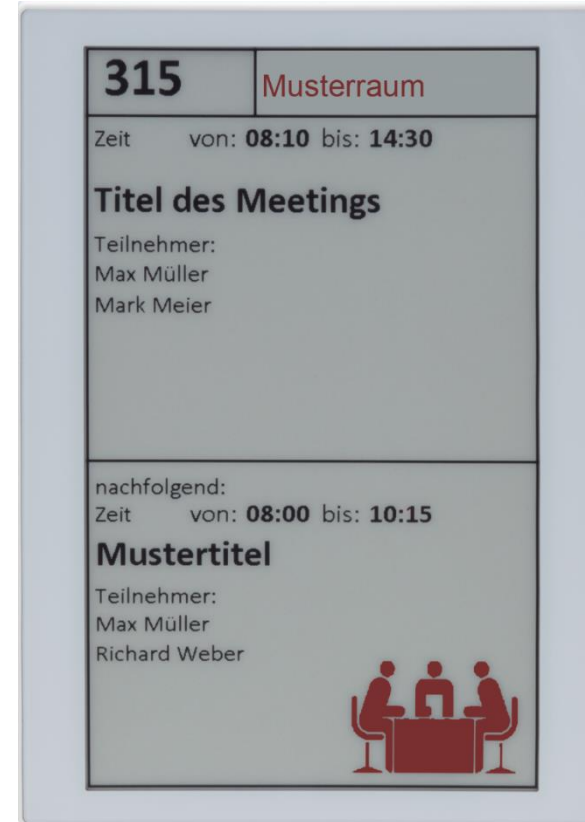 315
Musterraum
Zeit von: 08:10 bis: 14:30
Titel des Meetings
Teilnehmer:
Max Müller
Mark Meier
nachfolgend:
Zeit von: 08:00 bis: 10:15
Mustertitel
Teilnehmer:
Max Müller
Richard Weber